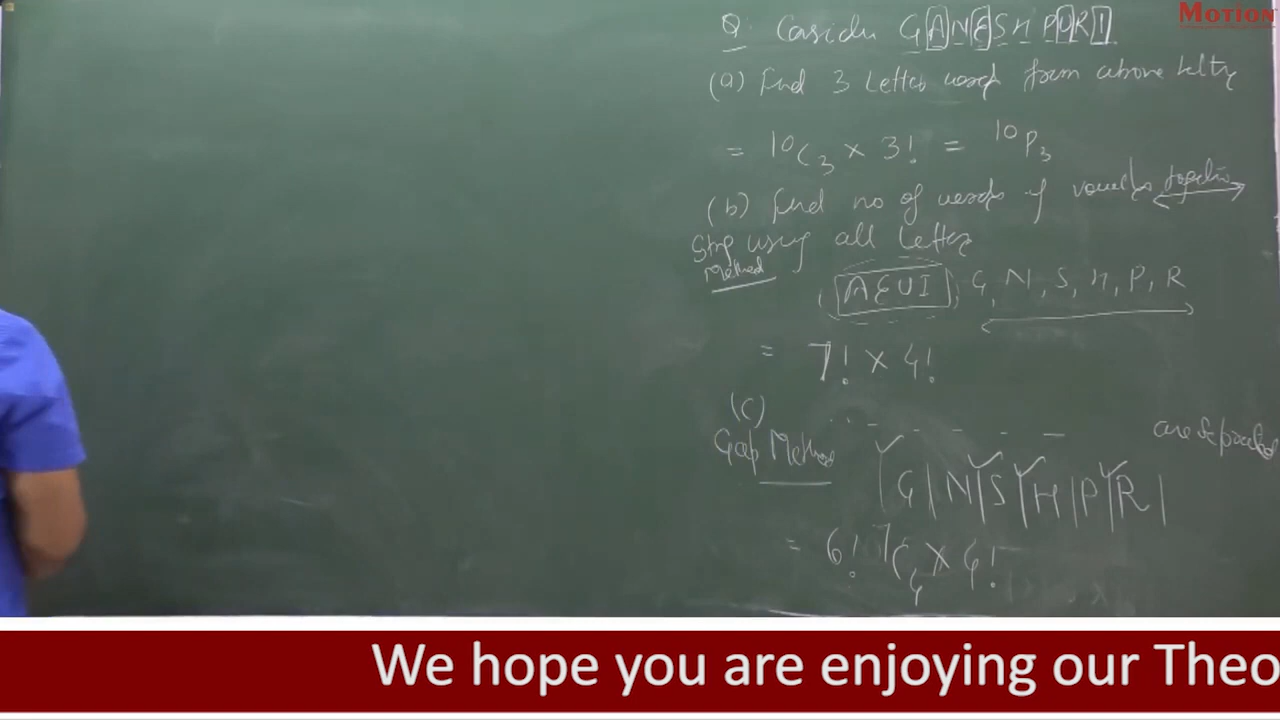 MOTION
Q: Consider GANESH PURI
(a) Find 3 Letter words from above letters
= ¹⁰C₃ × 3! = ¹⁰P₃
(b) Find no of words if vowels together
String using all letters
Method
AEUI G, N, S, H, P, R
= 7! × 4!
(c) - - - - - - are separated
Gap Method
|G|N|S|H|P|R|
= 6! ⁷C₄ × 4!
We hope you are enjoying our Theo